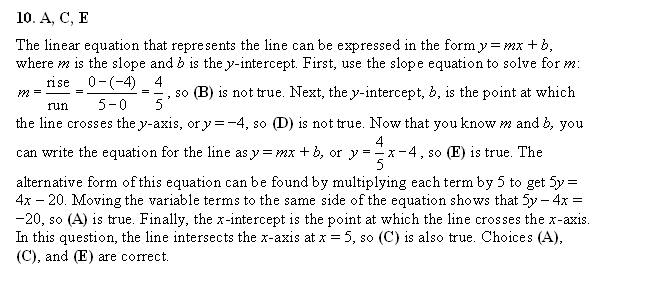 10. A, C, E
The linear equation that represents the line can be expressed in the form y = mx + b,
where m is the slope and b is the y-intercept. First, use the slope equation to solve for m:
m = rise/run = 0-(-4)/5-0 = 4/5, so (B) is not true. Next, the y-intercept, b, is the point at which
the line crosses the y-axis, or y = -4, so (D) is not true. Now that you know m and b, you
can write the equation for the line as y = mx + b, or y = 4/5x-4, so (E) is true. The
alternative form of this equation can be found by multiplying each term by 5 to get 5y =
4x – 20. Moving the variable terms to the same side of the equation shows that 5y – 4x =
-20, so (A) is true. Finally, the x-intercept is the point at which the line crosses the x-axis.
In this question, the line intersects the x-axis at x = 5, so (C) is also true. Choices (A),
(C), and (E) are correct.